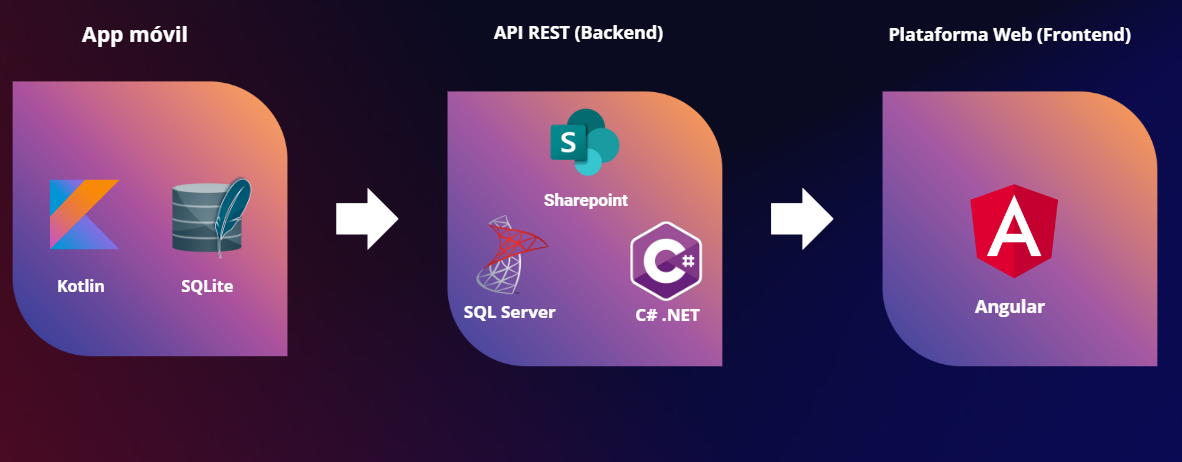 App móvil
API REST (Backend)
Plataforma Web (Frontend)
Kotlin
SQLite
S
Sharepoint
SQL Server
C#
C# .NET
A
Angular